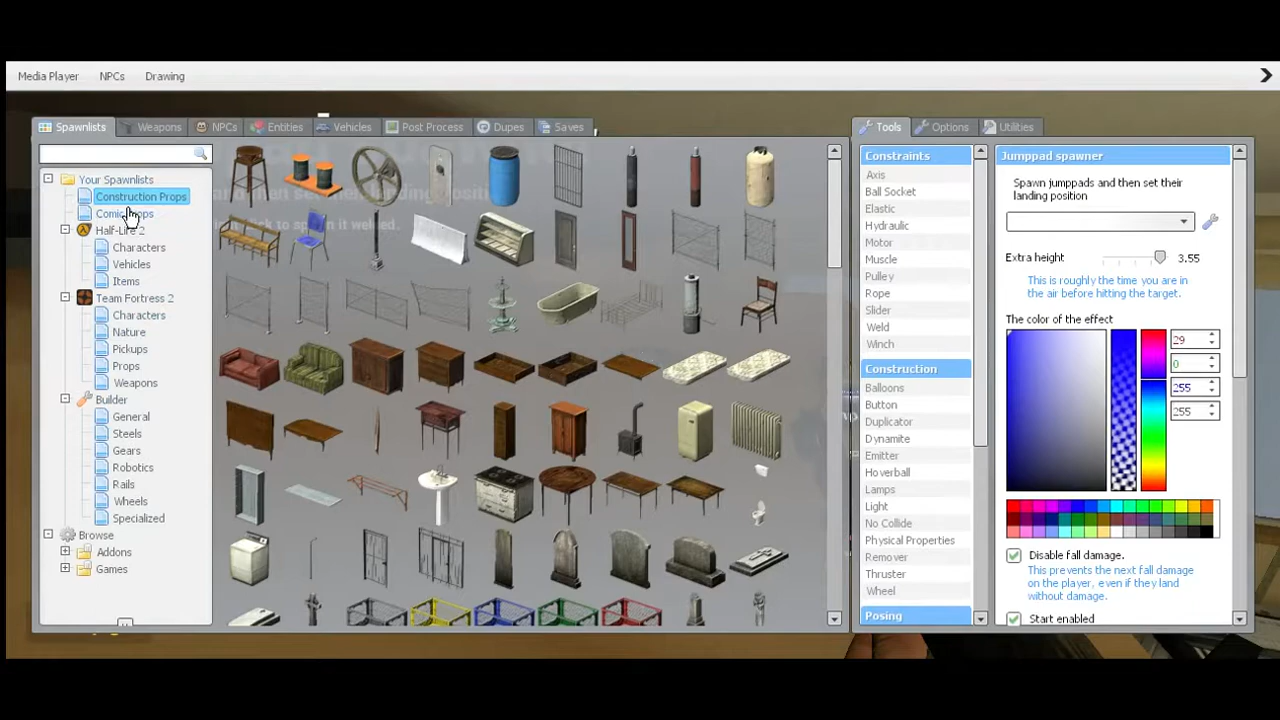 Media Player NPCs Drawing
Spawnlists Weapons NPCs Entities Vehicles Post Process Dupes Saves
Tools Options Utilities
Your Spawnlists
Construction Props
Comic Props
Half-Life 2
Characters
Vehicles
Items
Team Fortress 2
Characters
Nature
Pickups
Props
Weapons
Builder
General
Steels
Gears
Robotics
Rails
Wheels
Specialized
Browse
Addons
Games
Constraints
Axis
Ball Socket
Elastic
Hydraulic
Motor
Muscle
Pulley
Rope
Slider
Weld
Winch
Construction
Balloons
Button
Duplicator
Dynamite
Emitter
Hoverball
Lamps
Light
No Collide
Physical Properties
Remover
Thruster
Wheel
Posing
Jumppad spawner
Spawn jumppads and then set their
landing position
Extra height 3.55
This is roughly the time you are in
the air before hitting the target.
The color of the effect
29
0
255
255
Disable fall damage.
This prevents the next fall damage
on the player, even if they land
without damage.
Start enabled